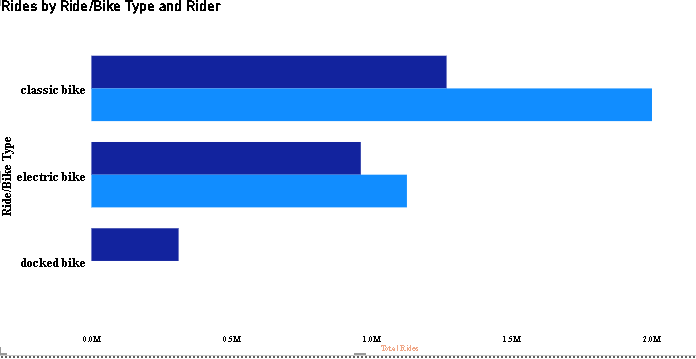 Rides by Ride/Bike Type and Rider
classic bike
electric bike
docked bike
Ride/Bike Type
0.0M 0.5M 1.0M 1.5M 2.0M
Total Rides